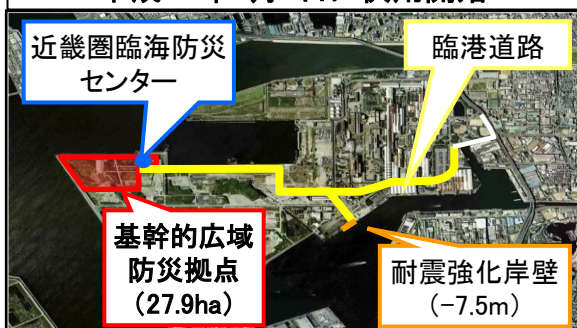 近畿圏臨海防災
センター
臨港道路
基幹的広域
防災拠点
（27.9ha）
耐震強化岸壁
（-7.5m）